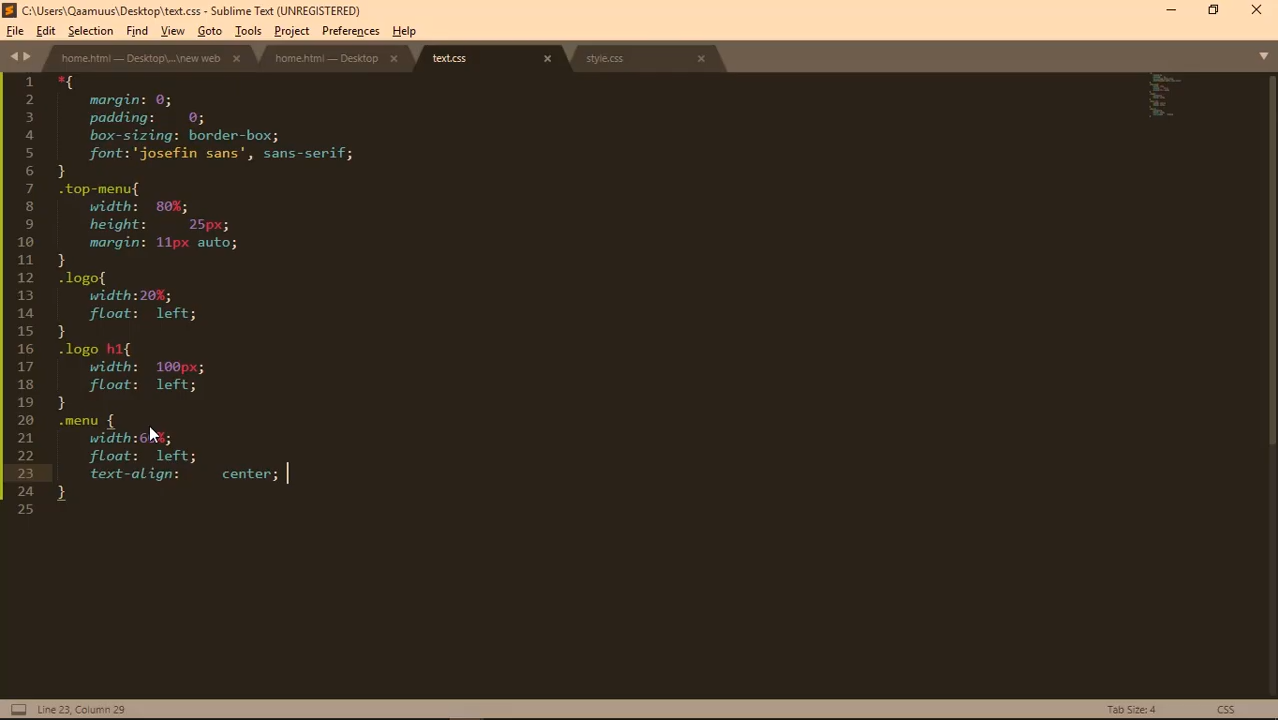 C:\Users\Qaamuus\Desktop\text.css - Sublime Text (UNREGISTERED)
File Edit Selection Find View Goto Tools Project Preferences Help
home.html — Desktop\...\new web × home.html — Desktop × text.css × style.css ×
1 *{
2 margin: 0;
3 padding: 0;
4 box-sizing: border-box;
5 font:'josefin sans', sans-serif;
6 }
7 .top-menu{
8 width: 80%;
9 height: 25px;
10 margin: 11px auto;
11 }
12 .logo{
13 width:20%;
14 float: left;
15 }
16 .logo h1{
17 width: 100px;
18 float: left;
19 }
20 .menu {
21
22 float: left;
23 text-align: center;
24 }
25
Line 23, Column 29 Tab Size: 4 CSS